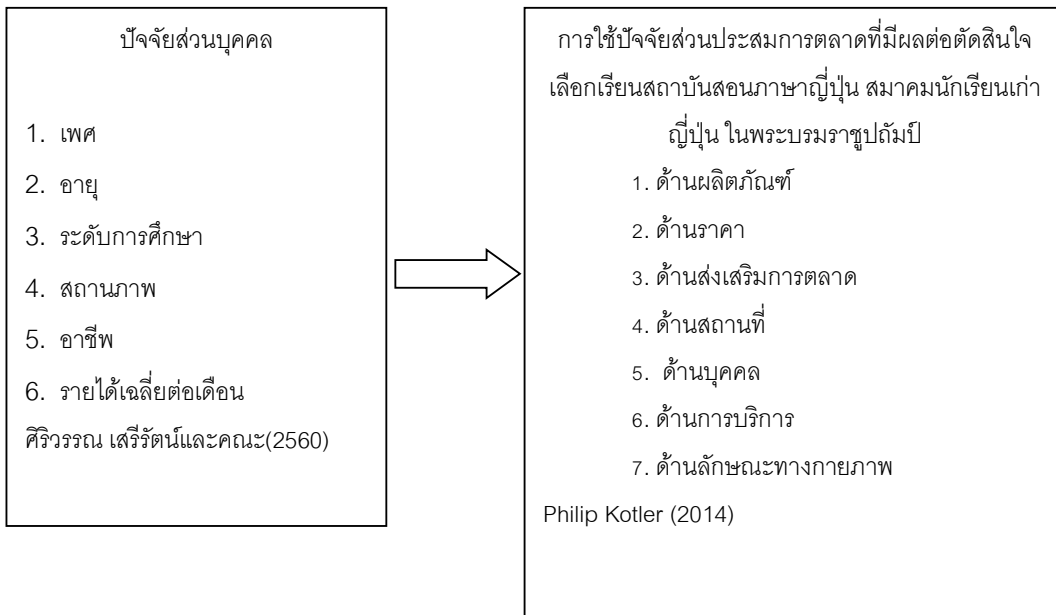 ปัจจัยส่วนบุคคล
1. เพศ
2. อายุ
3. ระดับการศึกษา
4. สถานภาพ
5. อาชีพ
6. รายได้เฉลี่ยต่อเดือน
ศิริวรรณ เสรีรัตน์และคณะ(2560)
การใช้ปัจจัยส่วนประสมการตลาดที่มีผลต่อตัดสินใจ
เลือกเรียนสถาบันสอนภาษาญี่ปุ่น สมาคมนักเรียนเก่า
ญี่ปุ่น ในพระบรมราชูปถัมป์
1. ด้านผลิตภัณฑ์
2. ด้านราคา
3. ด้านส่งเสริมการตลาด
4. ด้านสถานที่
5. ด้านบุคคล
6. ด้านการบริการ
7. ด้านลักษณะทางกายภาพ
Philip Kotler (2014)